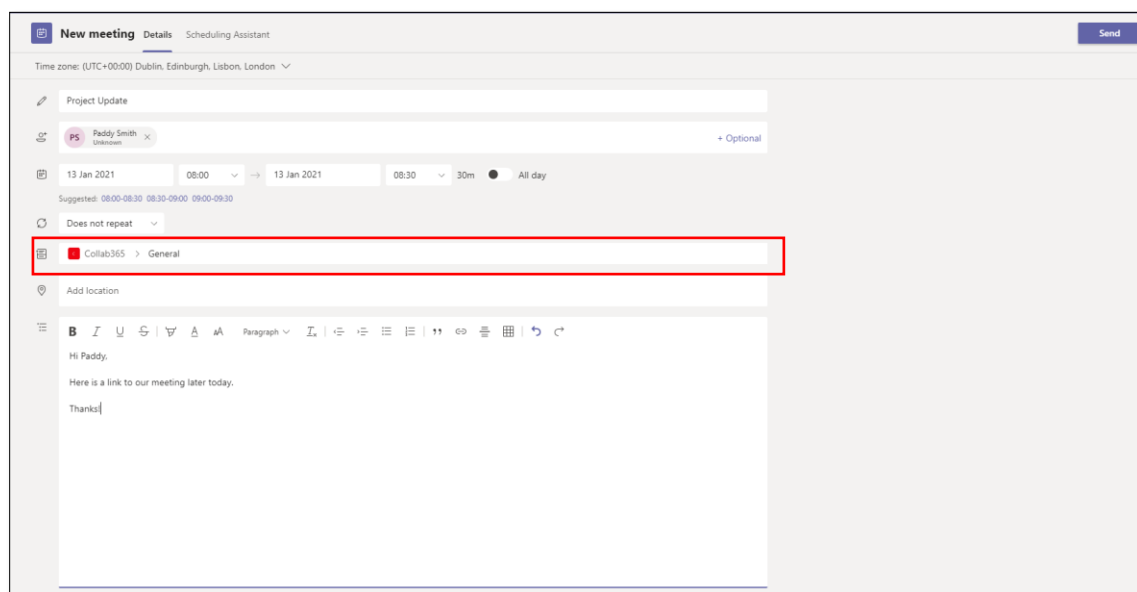 New meeting Details Scheduling Assistant Send
Time zone: (UTC+00:00) Dublin, Edinburgh, Lisbon, London
Project Update
PS Paddy Smith
Unknown
+ Optional
13 Jan 2021 08:00 → 13 Jan 2021 08:30 30m All day
Suggested: 08:00-08:30 08:30-09:00 09:00-09:30
Does not repeat
Collab365 > General
Add location
B I U S A AA Paragraph Ix
Hi Paddy,
Here is a link to our meeting later today.
Thanks!